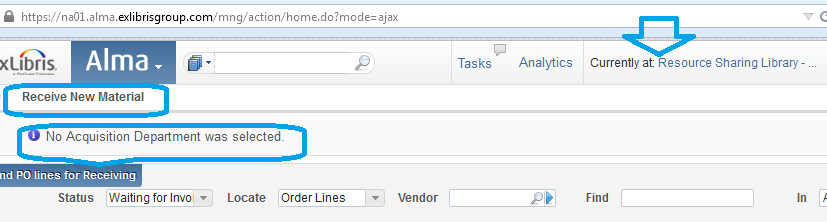 https://na01.alma.exlibrisgroup.com/mng/action/home.do?mode=ajax
xLibris Alma Tasks Analytics Currently at: Resource Sharing Library - ...
Receive New Material
No Acquisition Department was selected.
nd PO lines for Receiving
Status Waiting for Invoi Locate Order Lines Vendor Find In A